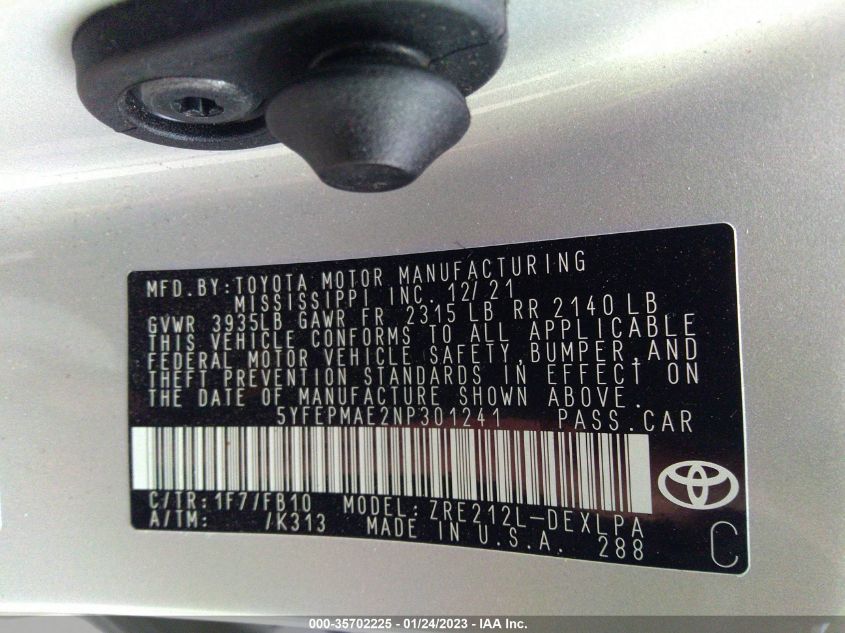 MFD.BY:TOYOTA MOTOR MANUFACTURING
MISSISSIPPI INC. 12/21
GVWR 3935LB GAWR FR 2315 LB RR 2140 LB
THIS VEHICLE CONFORMS TO ALL APPLICABLE
FEDERAL MOTOR VEHICLE SAFETY,BUMPER,AND
THEFT PREVENTION STANDARDS IN EFFECT ON
THE DATE OF MANUFACTURE SHOWN ABOVE.
5YFEPMAE2NP301241 PASS.CAR
C/TR:1F7/FB10 MODEL:ZRE212L-DEXLPA
A/TM: /K313 MADE IN U.S.A. 288
C
000-35702225 - 01/24/2023 - IAA Inc.